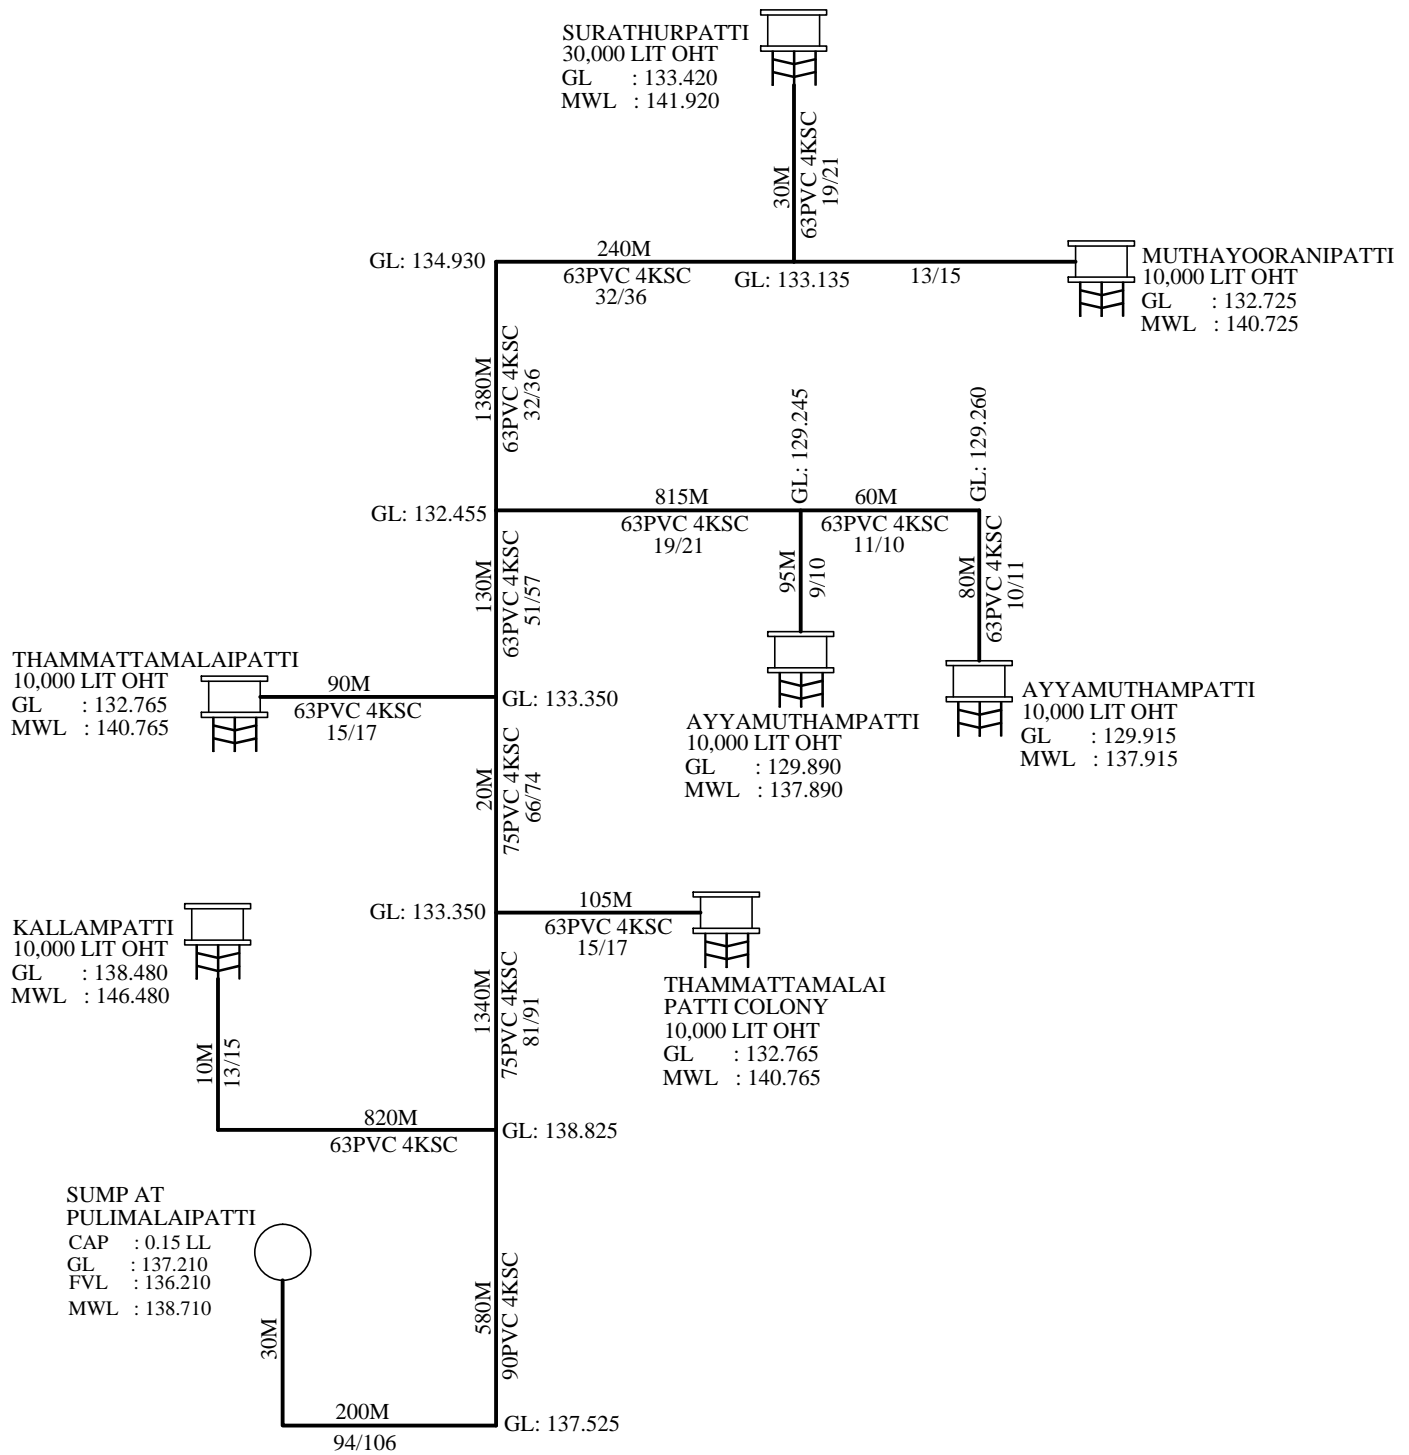 SURATHURPATTI
30,000 LIT OHT
GL : 133.420
MWL : 141.920
30M
63PVC 4KSC
19/21
GL: 134.930
240M
63PVC 4KSC
32/36
GL: 133.135
13/15
MUTHAYOORANIPATTI
10,000 LIT OHT
GL : 132.725
MWL : 140.725
1380M
63PVC 4KSC
32/36
GL: 132.455
815M
63PVC 4KSC
19/21
GL: 129.245
60M
63PVC 4KSC
11/10
GL: 129.260
95M
9/10
80M
63PVC 4KSC
10/11
130M
63PVC 4KSC
51/57
THAMMATTAMALAIPATTI
10,000 LIT OHT
GL : 132.765
MWL : 140.765
90M
63PVC 4KSC
15/17
GL: 133.350
AYYAMUTHAMPATTI
10,000 LIT OHT
GL : 129.890
MWL : 137.890
AYYAMUTHAMPATTI
10,000 LIT OHT
GL : 129.915
MWL : 137.915
20M
75PVC 4KSC
66/74
KALLAMPATTI
10,000 LIT OHT
GL : 138.480
MWL : 146.480
GL: 133.350
105M
63PVC 4KSC
15/17
THAMMATTAMALAI
PATTI COLONY
10,000 LIT OHT
GL : 132.765
MWL : 140.765
1340M
75PVC 4KSC
81/91
10M
13/15
820M
63PVC 4KSC
GL: 138.825
SUMP AT
PULIMALAIPATTI
CAP : 0.15 LL
GL : 137.210
FVL : 136.210
MWL : 138.710
30M
580M
90PVC 4KSC
200M
94/106
GL: 137.525